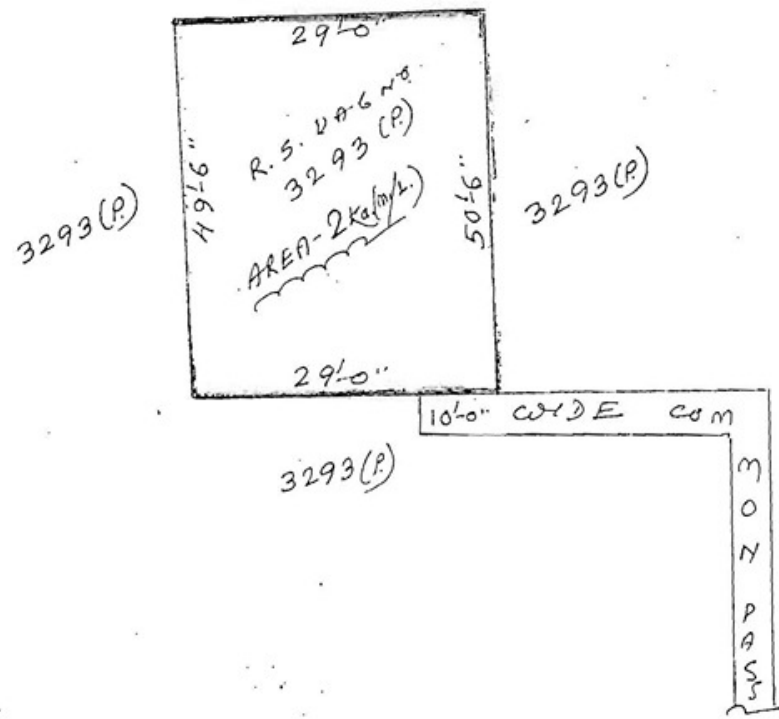 29'-0"
R.S. DAG NO.
3293 (P.)
AREA-2Ka.(m/l.)
49'-6"
50'-6"
3293(P.)
3293(P.)
29'-0"
10'-0" WIDE COM
MON PASS
3293(P.)